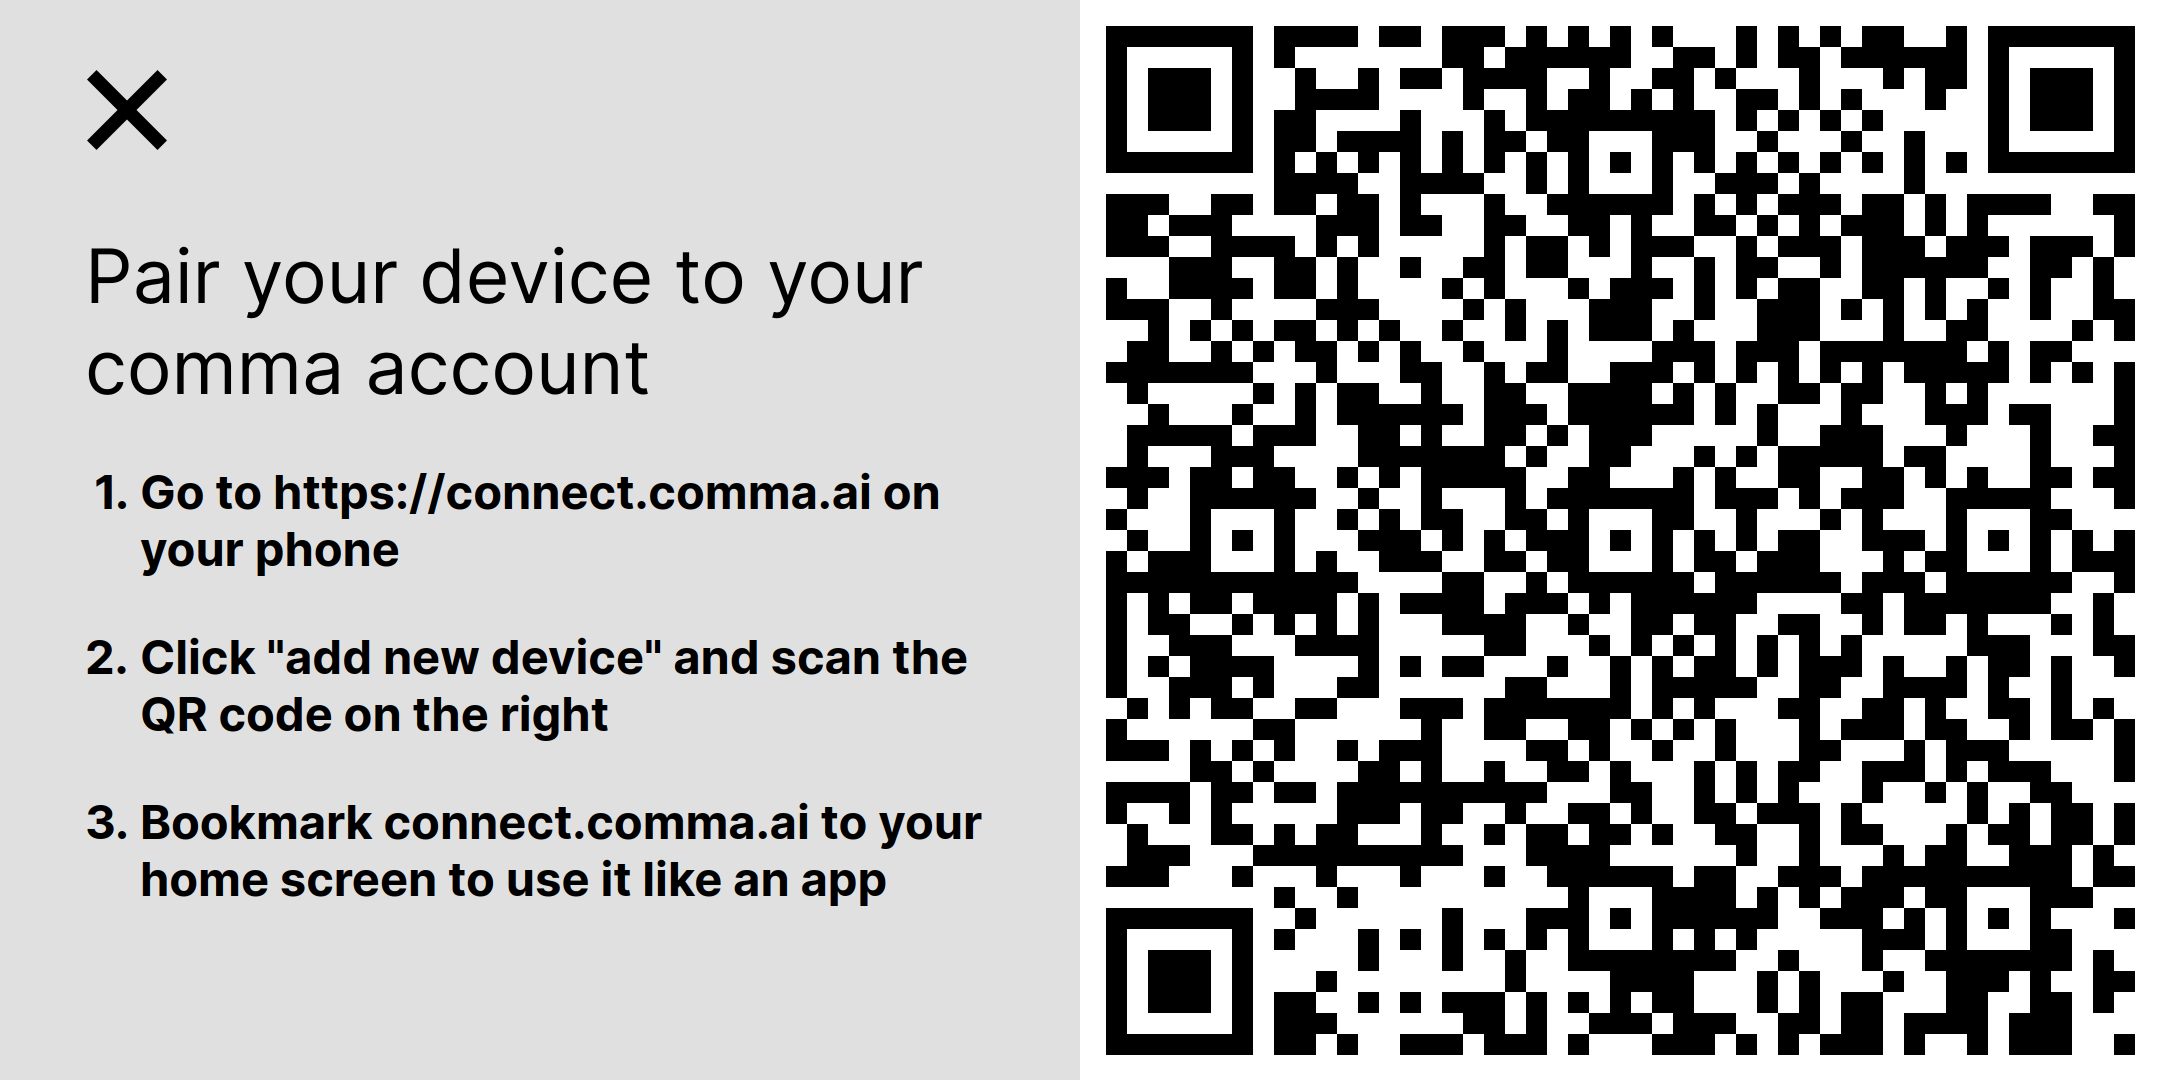 Pair your device to your
comma account
1. Go to https://connect.comma.ai on
your phone
2. Click "add new device" and scan the
QR code on the right
3. Bookmark connect.comma.ai to your
home screen to use it like an app